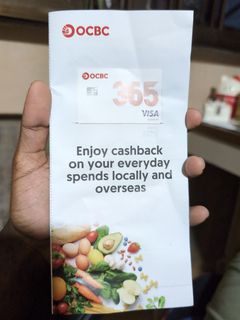 OCBC
OCBC
365
VISA
Enjoy cashback
on your everyday
spends locally and
overseas